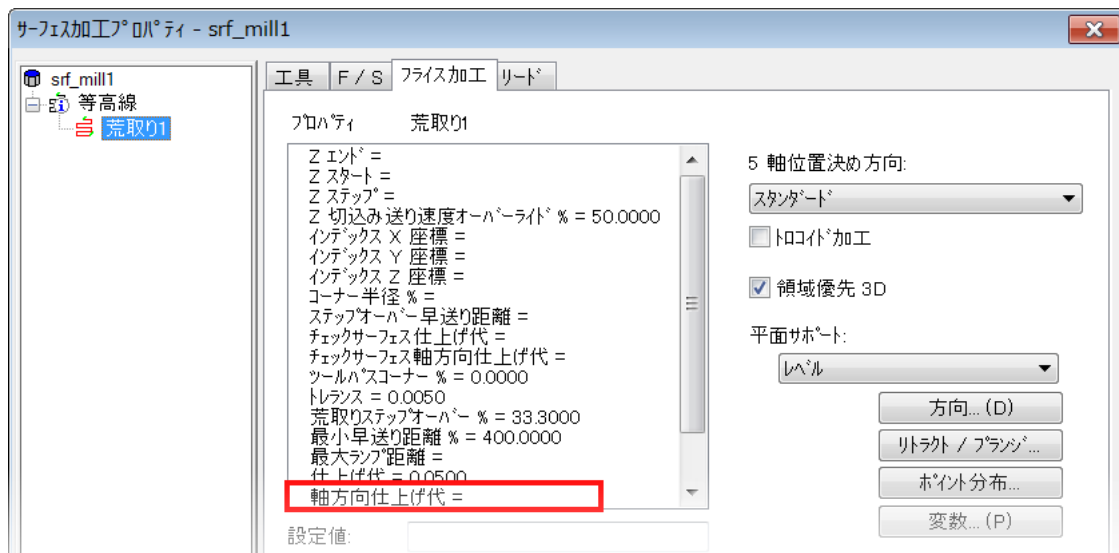 サーフェス加工プロパティ - srf_mill1
srf_mill1
等高線
荒取り1
工具
F / S
フライス加工
リード
プロパティ 荒取り1
Z エンド =
Z スタート =
Z ステップ =
Z 切込み送り速度オーバーライド % = 50.0000
インデックス X 座標 =
インデックス Y 座標 =
インデックス Z 座標 =
コーナー半径 % =
ステップオーバー早送り距離 =
チェックサーフェス仕上げ代 =
チェックサーフェス軸方向仕上げ代 =
ツールパスコーナー % = 0.0000
トレランス = 0.0050
荒取りステップオーバー % = 33.3000
最小早送り距離 % = 400.0000
最大ランプ距離 =
仕上げ代 = 0.0500
軸方向仕上げ代 =
設定値:
5 軸位置決め方向:
スタンダード
トロコイド加工
領域優先 3D
平面サポート:
レベル
方向... (D)
リトラクト / プランジ...
ポイント分布...
変数... (P)